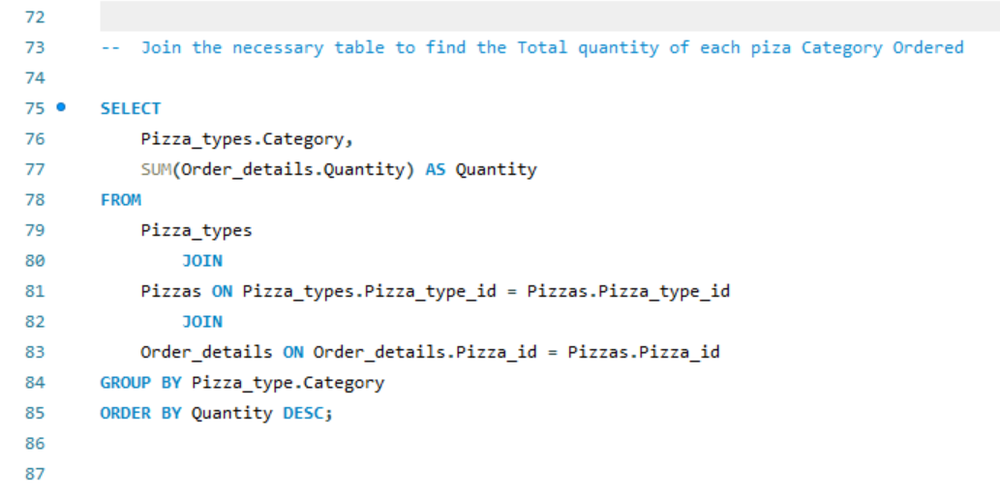 72
73 -- Join the necessary table to find the Total quantity of each piza Category Ordered
74
75 SELECT
76 Pizza_types.Category,
77 SUM(Order_details.Quantity) AS Quantity
78 FROM
79 Pizza_types
80 JOIN
81 Pizzas ON Pizza_types.Pizza_type_id = Pizzas.Pizza_type_id
82 JOIN
83 Order_details ON Order_details.Pizza_id = Pizzas.Pizza_id
84 GROUP BY Pizza_type.Category
85 ORDER BY Quantity DESC;
86
87